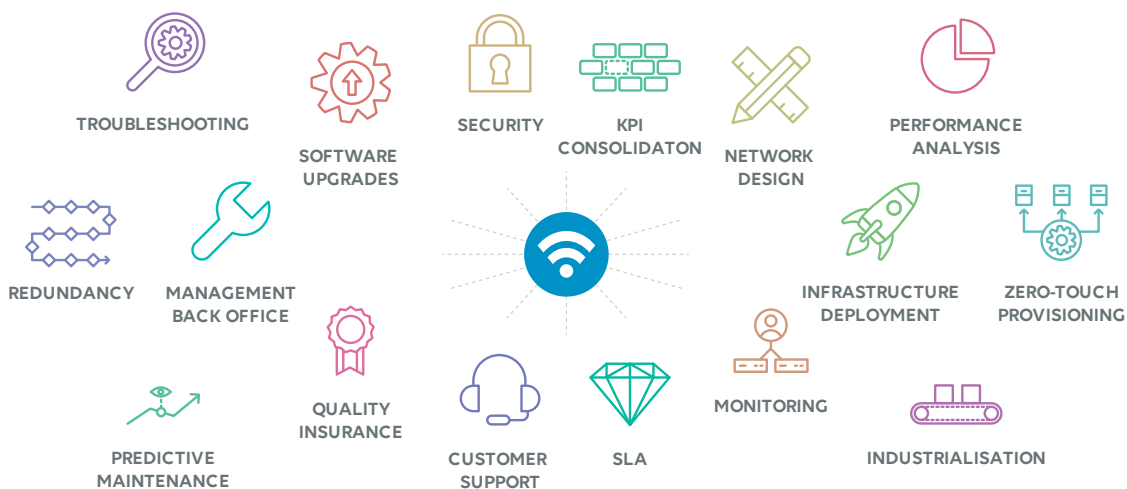 TROUBLESHOOTING
SOFTWARE
UPGRADES
SECURITY
KPI
CONSOLIDATON
NETWORK
DESIGN
PERFORMANCE
ANALYSIS
REDUNDANCY
MANAGEMENT
BACK OFFICE
INFRASTRUCTURE
DEPLOYMENT
ZERO-TOUCH
PROVISIONING
QUALITY
INSURANCE
MONITORING
PREDICTIVE
MAINTENANCE
CUSTOMER
SUPPORT
SLA
INDUSTRIALISATION